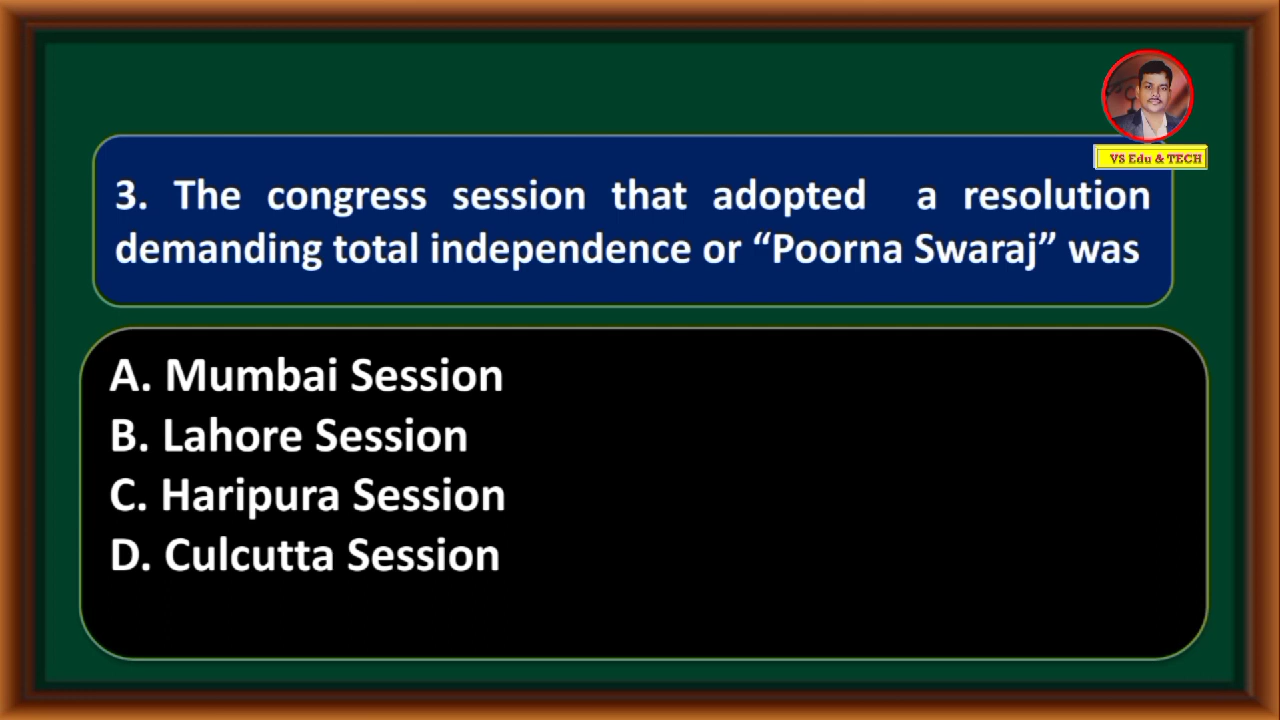 VS Edu & TECH
3. The congress session that adopted a resolution
demanding total independence or “Poorna Swaraj” was
A. Mumbai Session
B. Lahore Session
C. Haripura Session
D. Culcutta Session